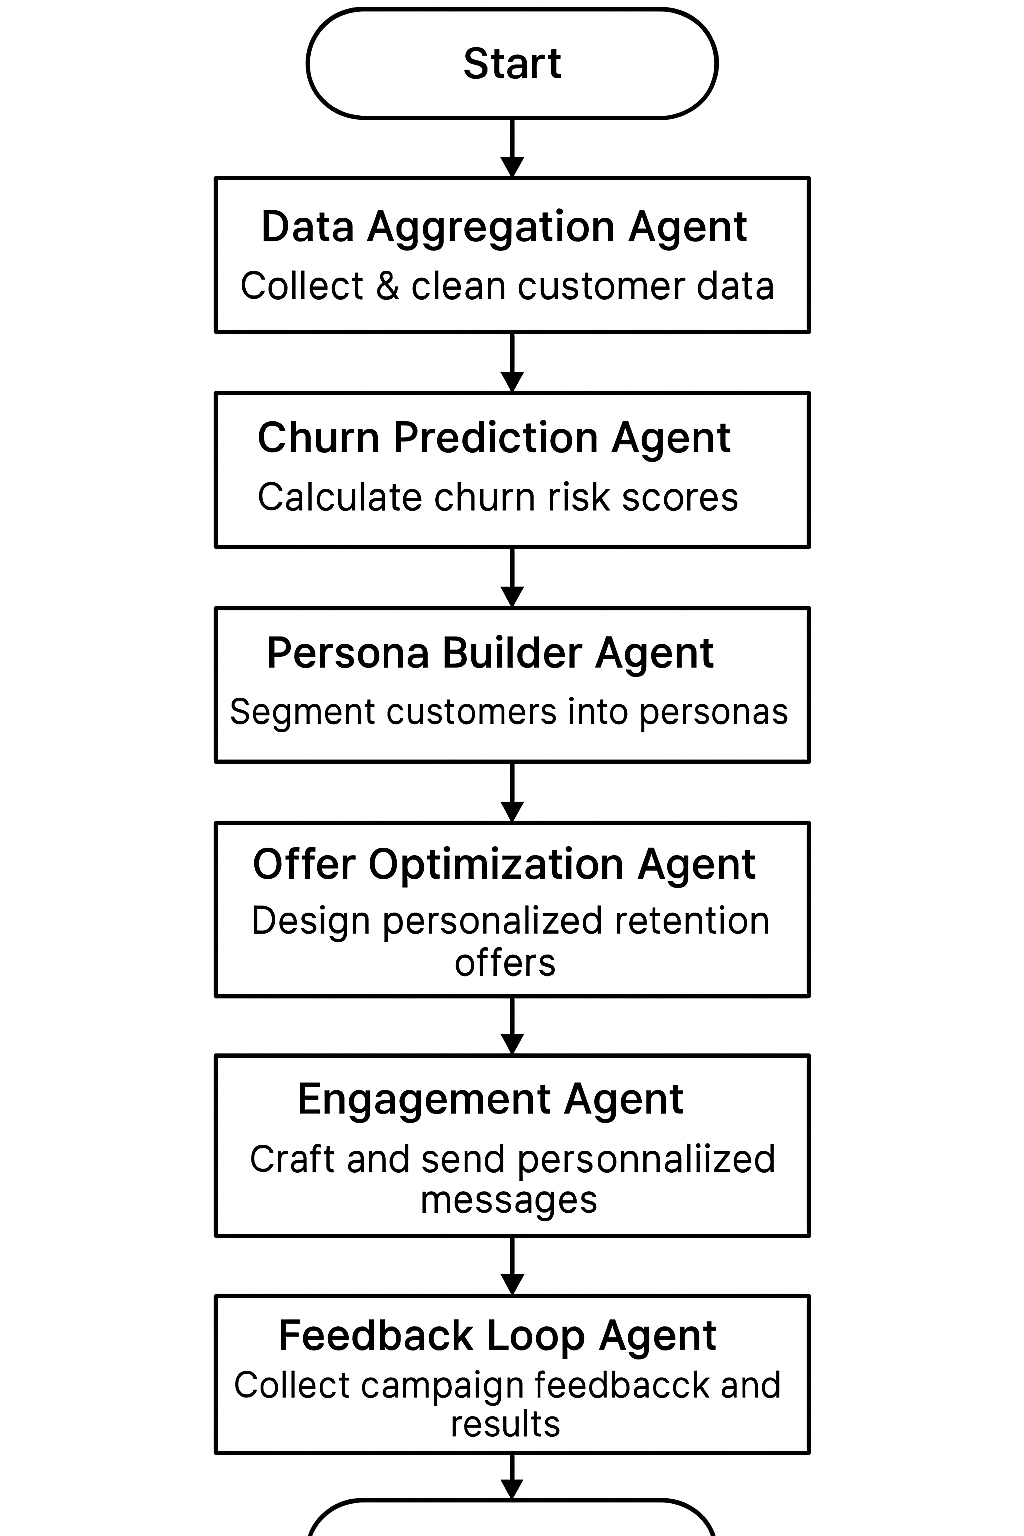 Start
Data Aggregation Agent
Collect & clean customer data
Churn Prediction Agent
Calculate churn risk scores
Persona Builder Agent
Segment customers into personas
Offer Optimization Agent
Design personalized retention
offers
Engagement Agent
Craft and send personnaliized
messages
Feedback Loop Agent
Collect campaign feedbacck and
results